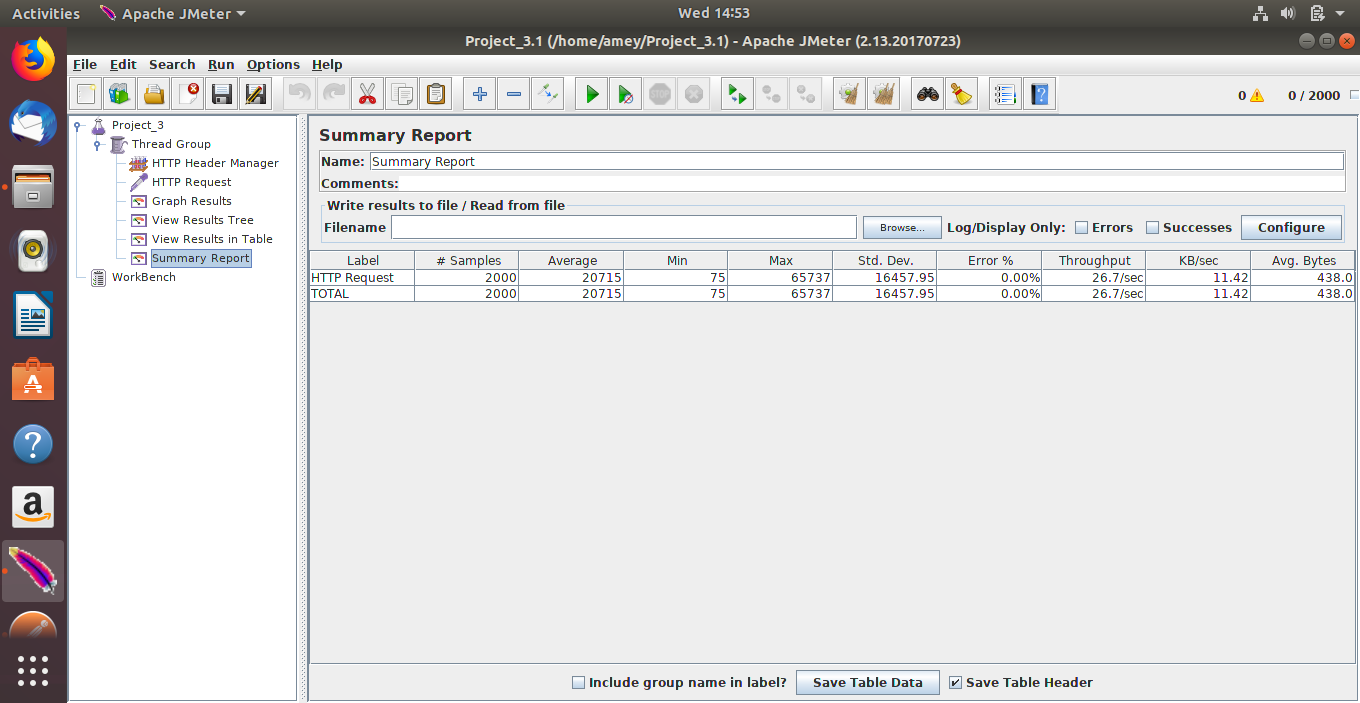 Activities Apache JMeter Wed 14:53
Project_3.1 (/home/amey/Project_3.1) - Apache JMeter (2.13.20170723)
File Edit Search Run Options Help
STOP 0 0 / 2000
Project_3
Thread Group
HTTP Header Manager
HTTP Request
Graph Results
View Results Tree
View Results in Table
Summary Report
WorkBench
Summary Report
Name: Summary Report
Comments:
Write results to file / Read from file
Filename Browse... Log/Display Only: Errors Successes Configure
Label # Samples Average Min Max Std. Dev. Error % Throughput KB/sec Avg. Bytes
HTTP Request 2000 20715 75 65737 16457.95 0.00% 26.7/sec 11.42 438.0
TOTAL 2000 20715 75 65737 16457.95 0.00% 26.7/sec 11.42 438.0
Include group name in label? Save Table Data Save Table Header